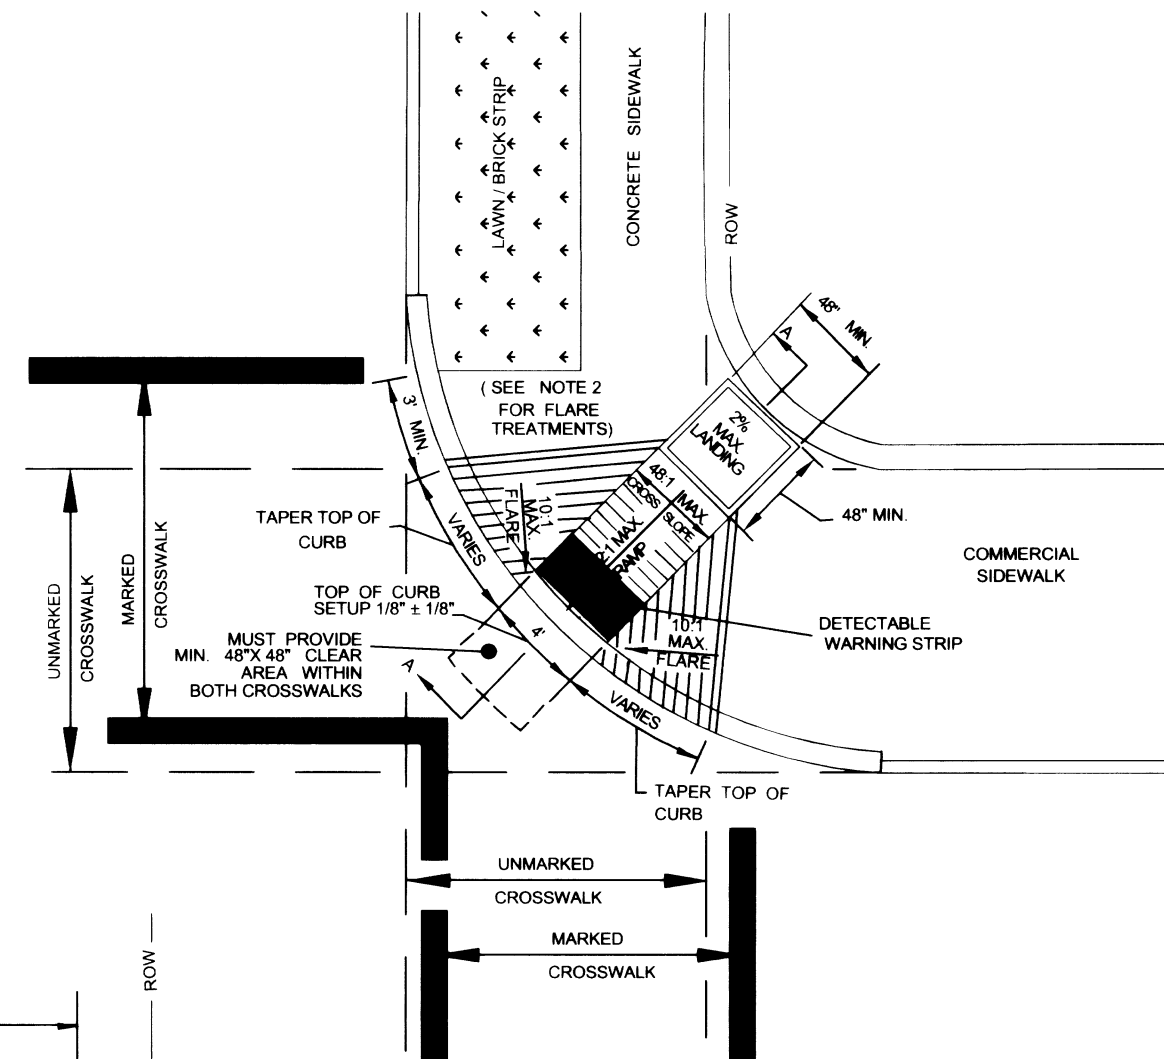 LAWN / BRICK STRIP
CONCRETE SIDEWALK
ROW
48" MIN.
A
( SEE NOTE 2
FOR FLARE
TREATMENTS)
3' MIN.
2%
MAX.
LANDING
48:1 MAX.
CROSS SLOPE
48" MIN.
10:1
MAX.
FLARE
TAPER TOP OF
CURB
VARIES
:1 MAX.
RAMP
COMMERCIAL
SIDEWALK
UNMARKED
CROSSWALK
MARKED
CROSSWALK
TOP OF CURB
SETUP 1/8" ± 1/8"
4'
DETECTABLE
WARNING STRIP
MUST PROVIDE
MIN. 48"X 48" CLEAR
AREA WITHIN
BOTH CROSSWALKS
A
10:1
MAX.
FLARE
VARIES
TAPER TOP OF
CURB
UNMARKED
CROSSWALK
MARKED
CROSSWALK
ROW